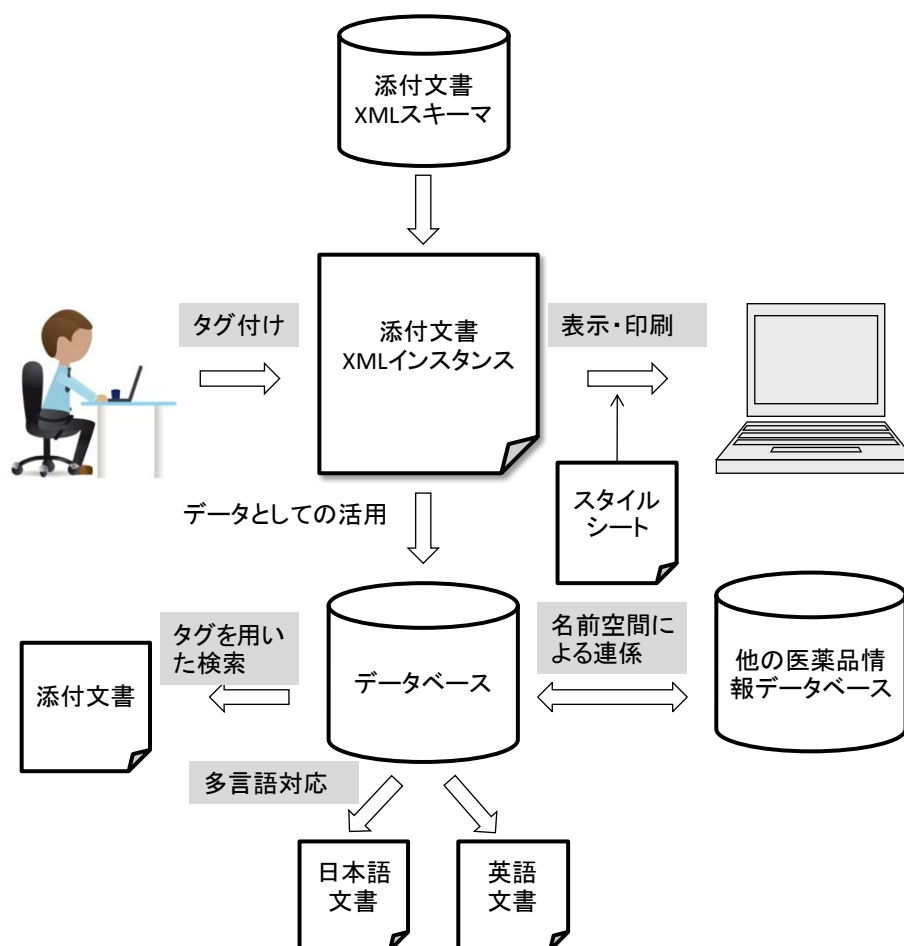 添付文書
XMLスキーマ
タグ付け
添付文書
XMLインスタンス
表示・印刷
スタイル
シート
データとしての活用
タグを用い
た検索
添付文書
データベース
名前空間に
よる連係
他の医薬品情
報データベース
多言語対応
日本語
文書
英語
文書